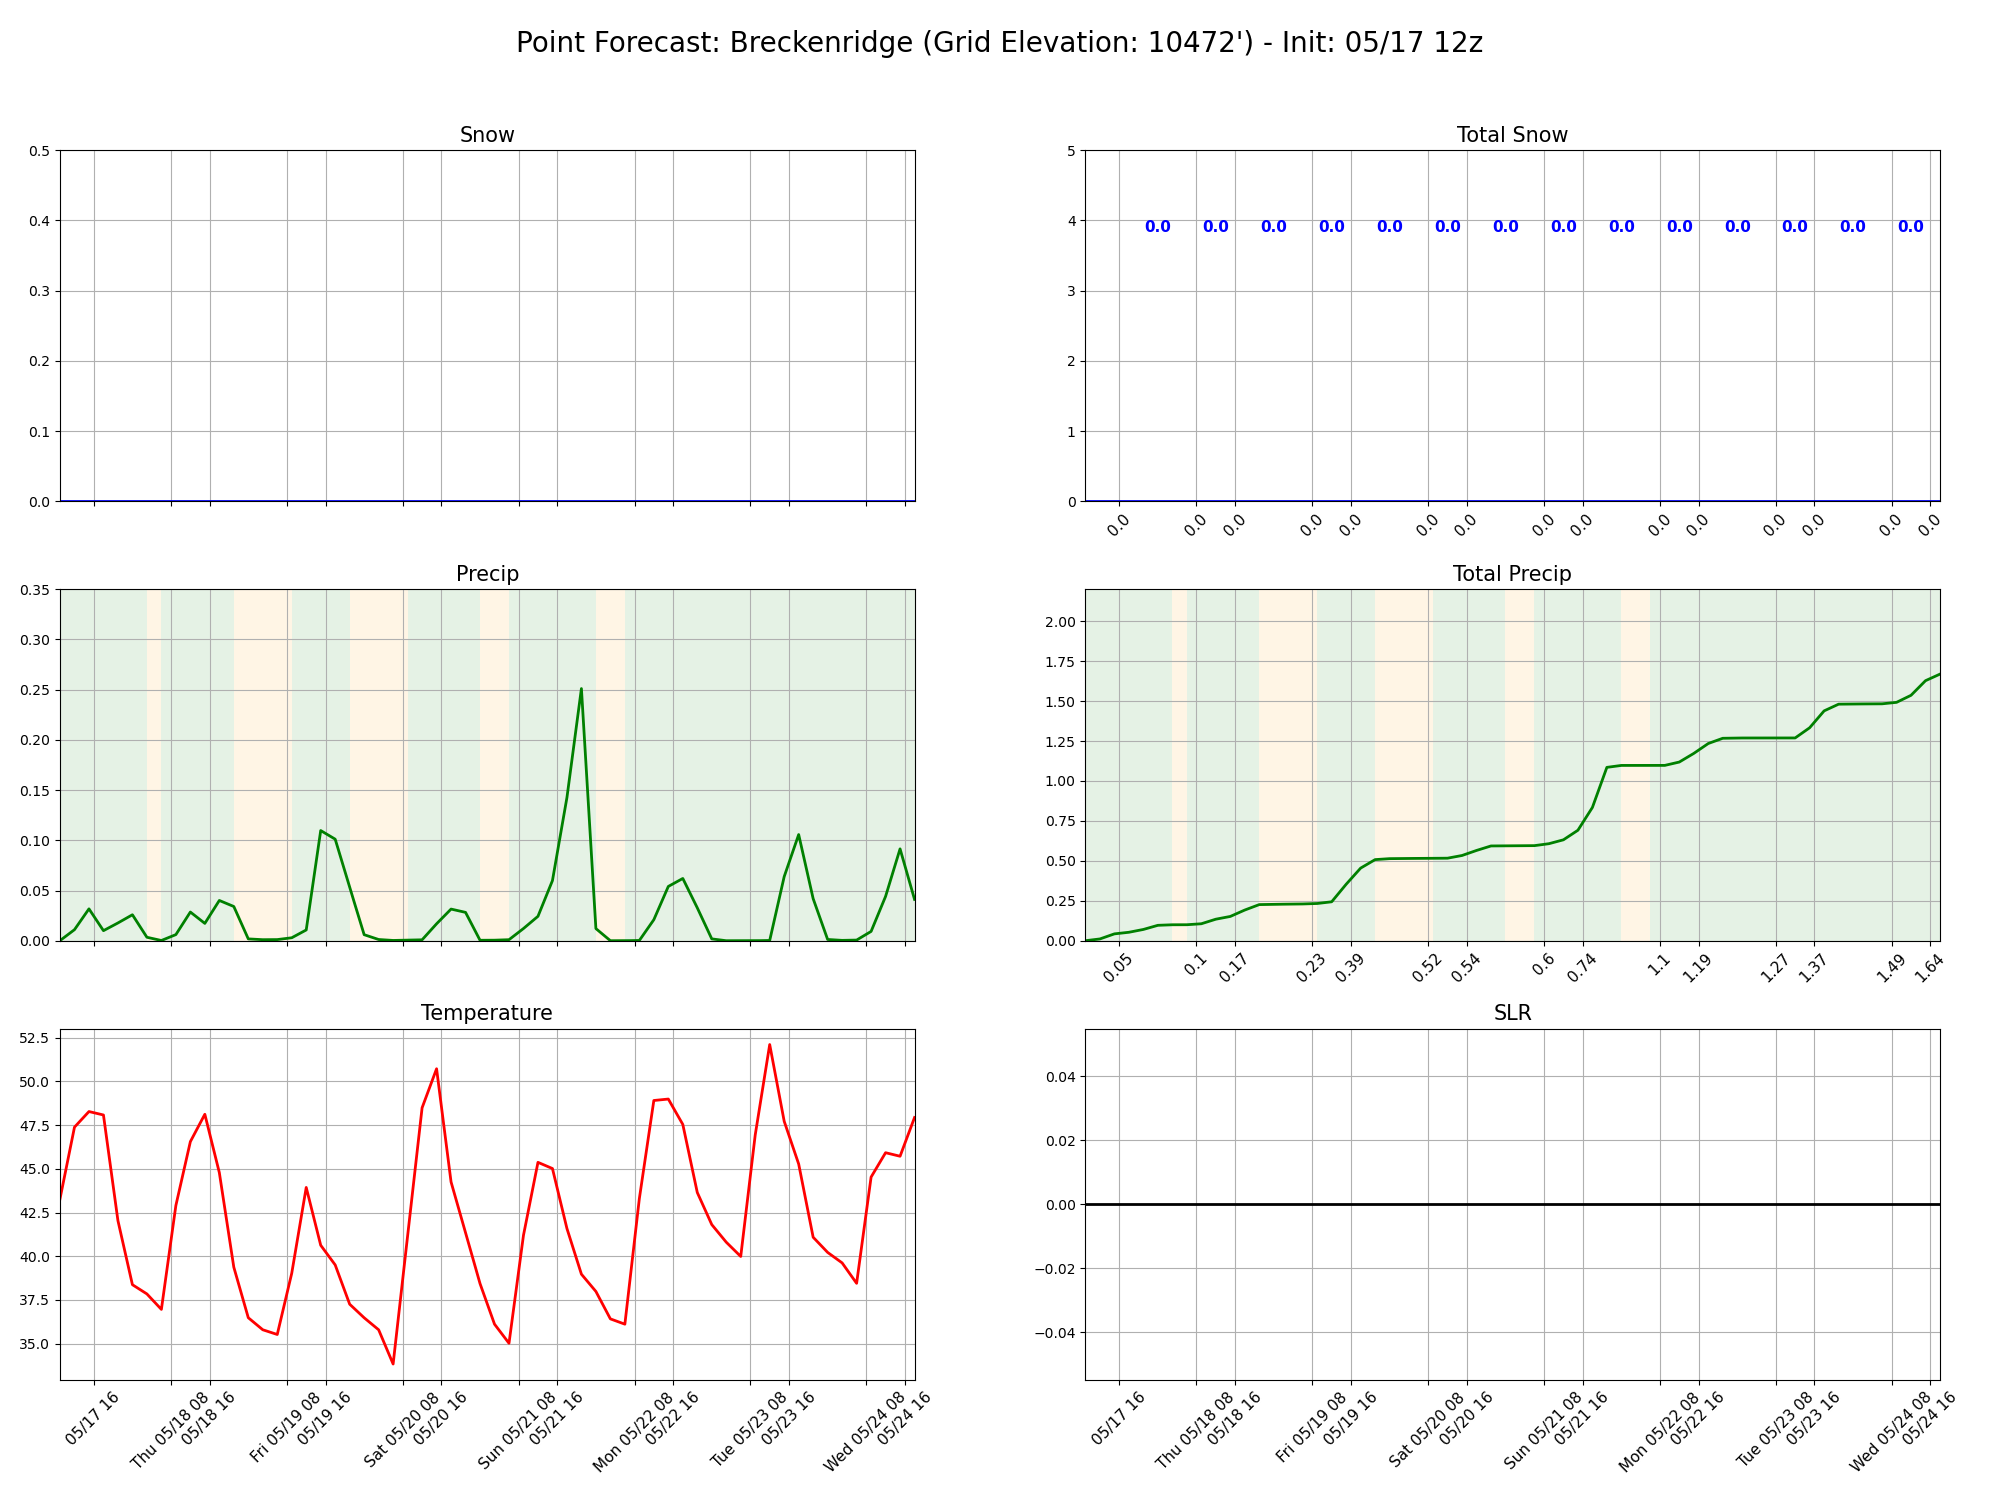 Point Forecast: Breckenridge (Grid Elevation: 10472') - Init: 05/17 12z
Snow
0.5
0.4
0.3
0.2
0.1
0.0
Total Snow
5
4
3
2
1
0
0.0 0.0 0.0 0.0 0.0 0.0 0.0 0.0 0.0 0.0 0.0 0.0 0.0 0.0
0.0 0.0 0.0 0.0 0.0 0.0 0.0 0.0 0.0 0.0 0.0 0.0 0.0 0.0 0.0
Precip
0.35
0.30
0.25
0.20
0.15
0.10
0.05
0.00
Total Precip
2.00
1.75
1.50
1.25
1.00
0.75
0.50
0.25
0.00
0.05 0.1 0.17 0.23 0.39 0.52 0.54 0.6 0.74 1.1 1.19 1.27 1.37 1.49 1.64
Temperature
52.5
50.0
47.5
45.0
42.5
40.0
37.5
35.0
05/17 16
Thu 05/18 08
05/18 16
Fri 05/19 08
05/19 16
Sat 05/20 08
05/20 16
Sun 05/21 08
05/21 16
Mon 05/22 08
05/22 16
Tue 05/23 08
05/23 16
Wed 05/24 08
05/24 16
SLR
0.04
0.02
0.00
−0.02
−0.04
05/17 16
Thu 05/18 08
05/18 16
Fri 05/19 08
05/19 16
Sat 05/20 08
05/20 16
Sun 05/21 08
05/21 16
Mon 05/22 08
05/22 16
Tue 05/23 08
05/23 16
Wed 05/24 08
05/24 16